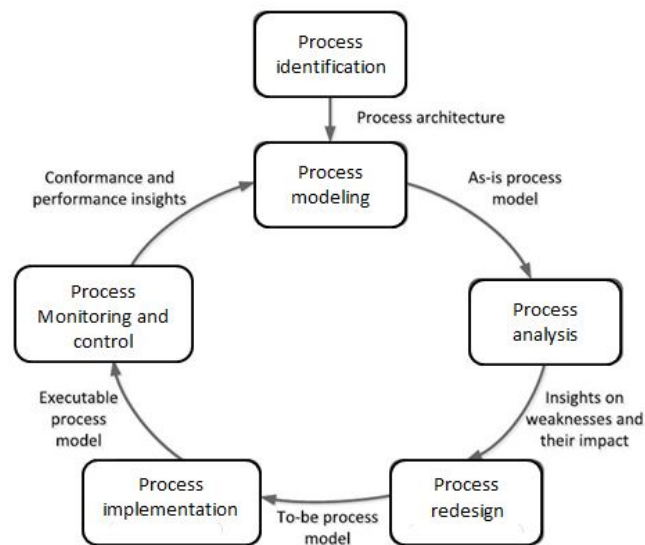 Process
identification
Process architecture
Process
modeling
Conformance and
performance insights
As-is process
model
Process
Monitoring and
control
Process
analysis
Executable
process
model
Insights on
weaknesses and
their impact
Process
implementation
Process
redesign
To-be process
model